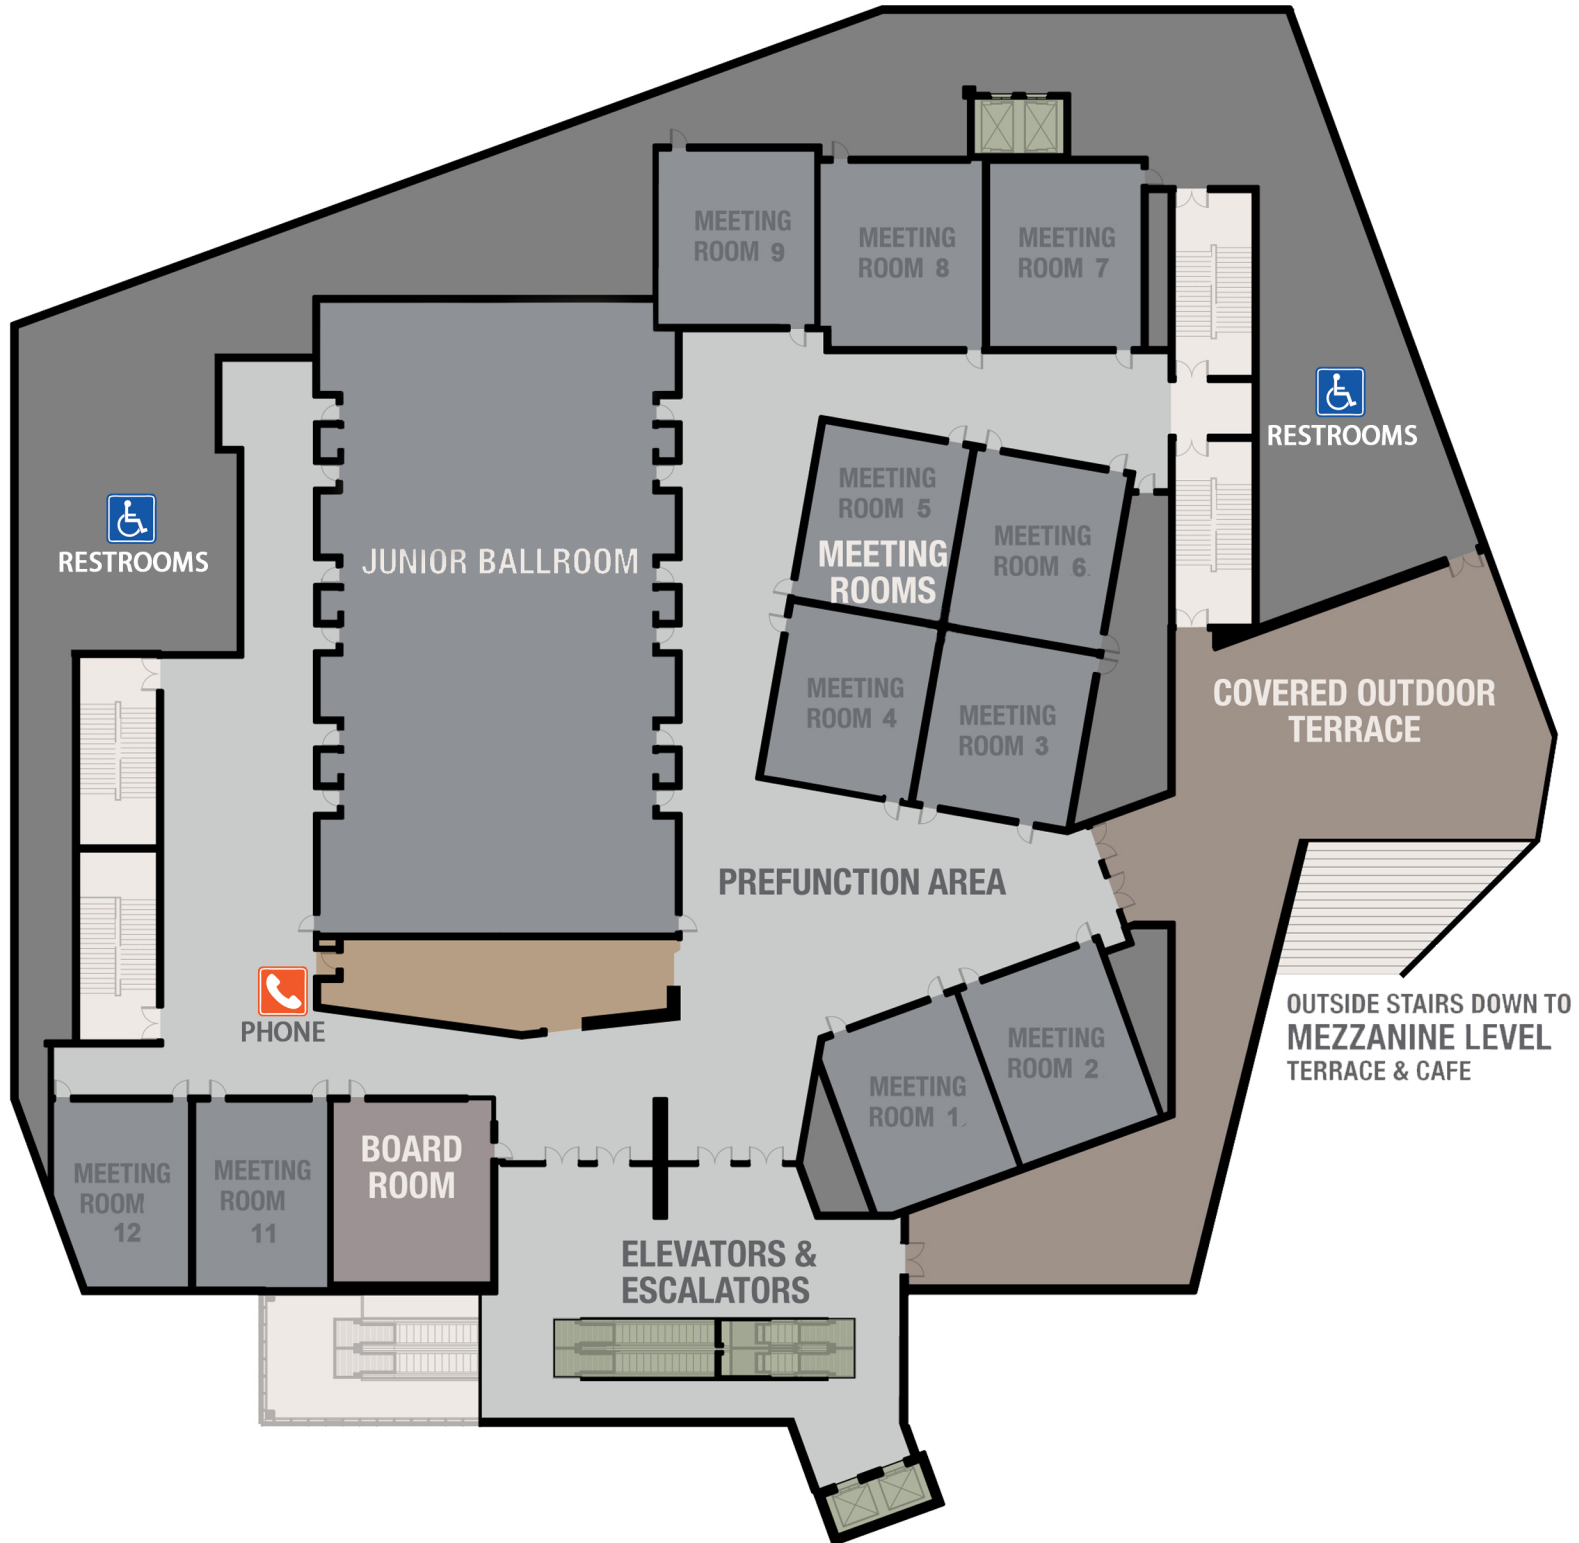 MEETING
ROOM 9
MEETING
ROOM 8
MEETING
ROOM 7
RESTROOMS
MEETING
ROOM 5
MEETING
ROOM 6
MEETING
ROOMS
JUNIOR BALLROOM
RESTROOMS
MEETING
ROOM 4
MEETING
ROOM 3
COVERED OUTDOOR
TERRACE
PREFUNCTION AREA
PHONE
OUTSIDE STAIRS DOWN TO
MEZZANINE LEVEL
TERRACE & CAFE
MEETING
ROOM 2
MEETING
ROOM 1
BOARD
ROOM
MEETING
ROOM
12
MEETING
ROOM
11
ELEVATORS &
ESCALATORS